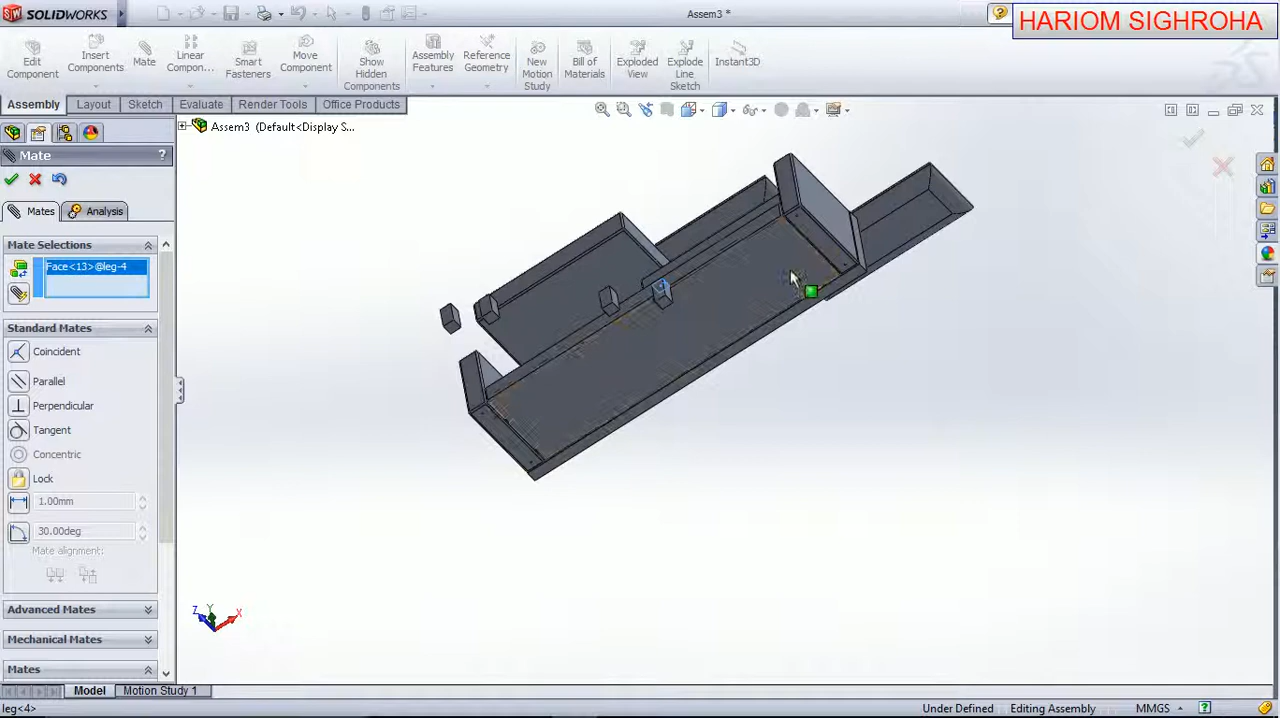 SOLIDWORKS
Assem3 *
HARIOM SIGHROHA
Edit Component
Insert Components
Mate
Linear Compon...
Smart Fasteners
Move Component
Show Hidden Components
Assembly Features
Reference Geometry
New Motion Study
Bill of Materials
Exploded View
Explode Line Sketch
Instant3D
Assembly
Layout
Sketch
Evaluate
Render Tools
Office Products
Assem3 (Default<Display S...
Mate
?
Mates
Analysis
Mate Selections
Face<13>@leg-4
Standard Mates
Coincident
Parallel
Perpendicular
Tangent
Concentric
Lock
1.00mm
30.00deg
Mate alignment:
Advanced Mates
Mechanical Mates
Mates
Z Y X
Model
Motion Study 1
leg<4>
Under Defined
Editing Assembly
MMGS